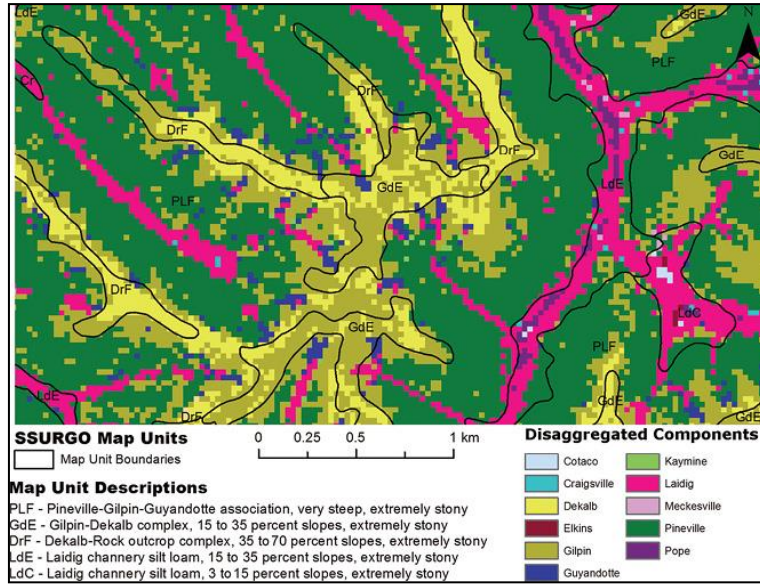 LdE
GdE
N
PLF
Cr
DrF
DrF
DrF
GdE
GdE
PLF
LdE
DrF
GdE
LdC
PLF
LdE
GdE
DrF
GdE
SSURGO Map Units
Map Unit Boundaries
0 0.25 0.5 1 km
Map Unit Descriptions
PLF - Pineville-Gilpin-Guyandotte association, very steep, extremely stony
GdE - Gilpin-Dekalb complex, 15 to 35 percent slopes, extremely stony
DrF - Dekalb-Rock outcrop complex, 35 to 70 percent slopes, extremely stony
LdE - Laidig channery silt loam, 15 to 35 percent slopes, extremely stony
LdC - Laidig channery silt loam, 3 to 15 percent slopes, extremely stony
Disaggregated Components
Cotaco
Craigsville
Dekalb
Elkins
Gilpin
Guyandotte
Kaymine
Laidig
Meckesville
Pineville
Pope